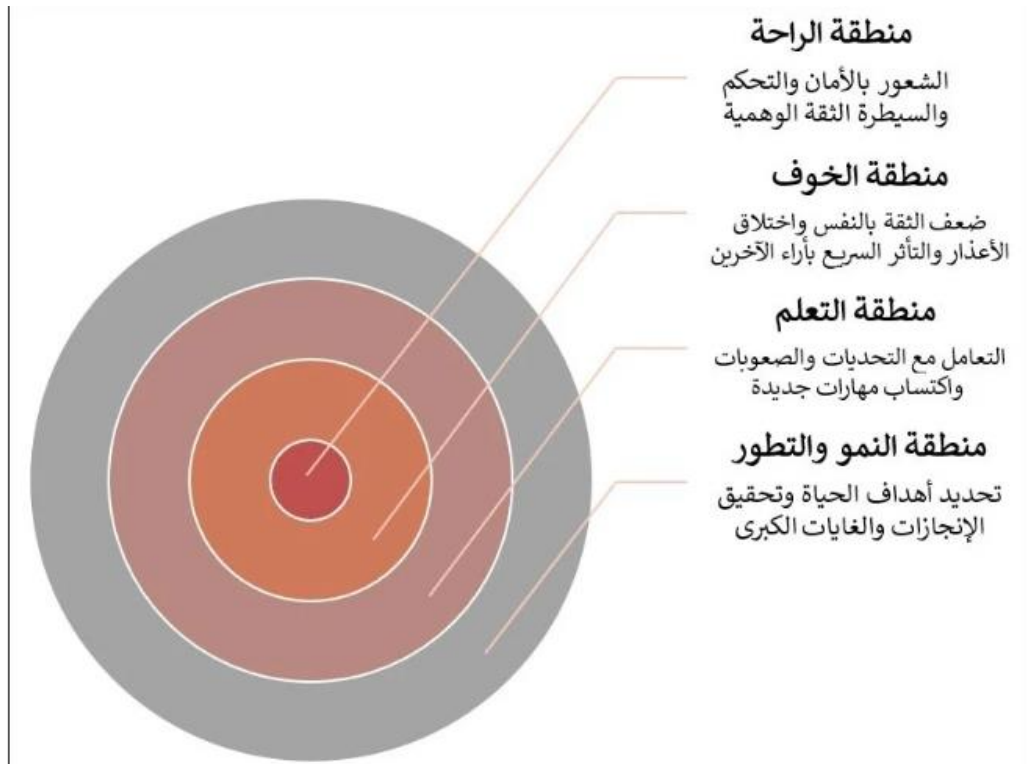 منطقة الراحة
الشعور بالأمان والتحكم
والسيطرة الثقة الوهمية
منطقة الخوف
ضعف الثقة بالنفس واختلاق
الأعذار والتأثر السريع بأراء الآخرين
منطقة التعلم
التعامل مع التحديات والصعوبات
واكتساب مهارات جديدة
منطقة النمو والتطور
تحديد أهداف الحياة وتحقيق
الإنجازات والغايات الكبرى